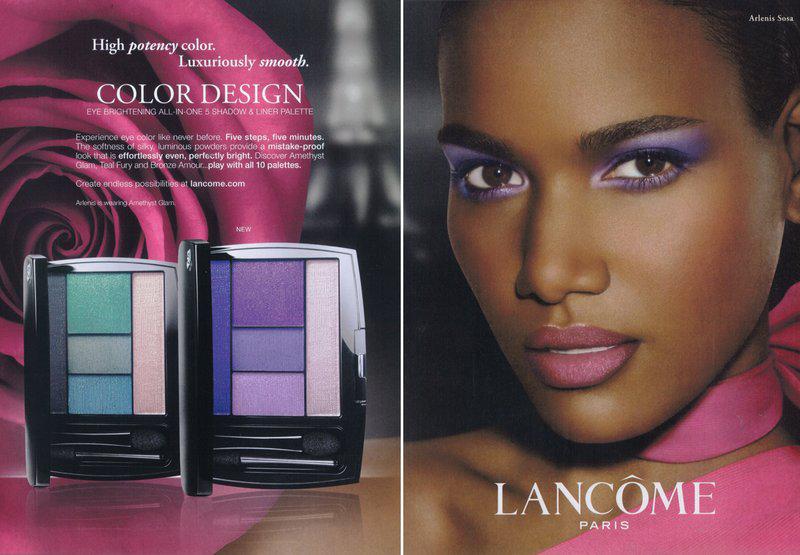 High potency color.
Luxuriously smooth.
COLOR DESIGN
EYE BRIGHTENING ALL-IN-ONE 5 SHADOW & LINER PALETTE
Experience eye color like never before. Five steps, five minutes.
The softness of silky, luminous powders provide a mistake-proof
look that is effortlessly even, perfectly bright. Discover Amethyst
Glam, Teal Fury and Bronze Amour...play with all 10 palettes.
Create endless possibilities at lancome.com
Arlenis is wearing Amethyst Glam.
NEW
Arlenis Sosa
LANCÔME
PARIS